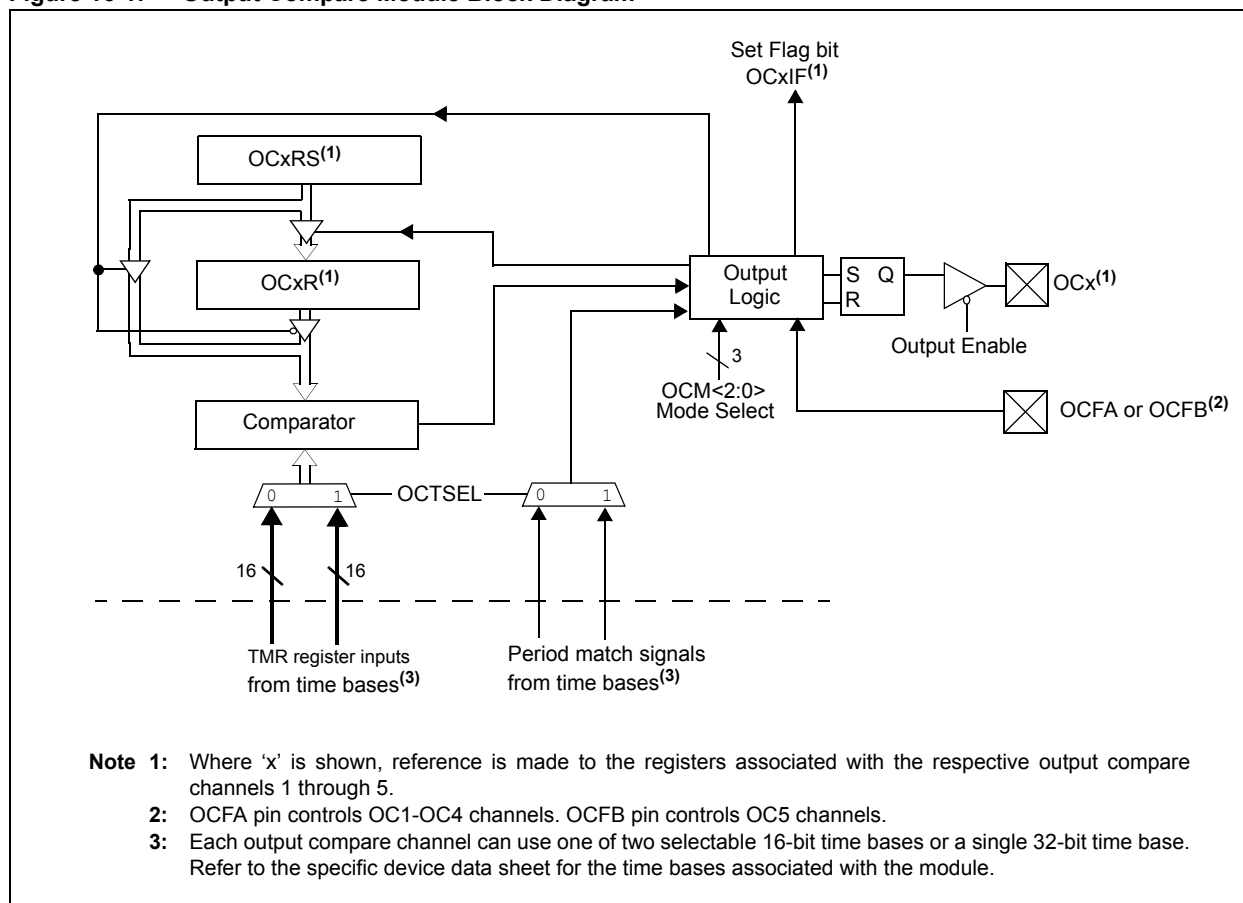 Set Flag bit
OCxIF(1)
OCxRS(1)
OCxR(1)
Output
Logic
S Q
R
OCx(1)
Output Enable
3
OCM<2:0>
Mode Select
OCFA or OCFB(2)
Comparator
0 1
OCTSEL
0 1
16 16
TMR register inputs
from time bases(3)
Period match signals
from time bases(3)
Note 1: Where ‘x’ is shown, reference is made to the registers associated with the respective output compare
channels 1 through 5.
2: OCFA pin controls OC1-OC4 channels. OCFB pin controls OC5 channels.
3: Each output compare channel can use one of two selectable 16-bit time bases or a single 32-bit time base.
Refer to the specific device data sheet for the time bases associated with the module.